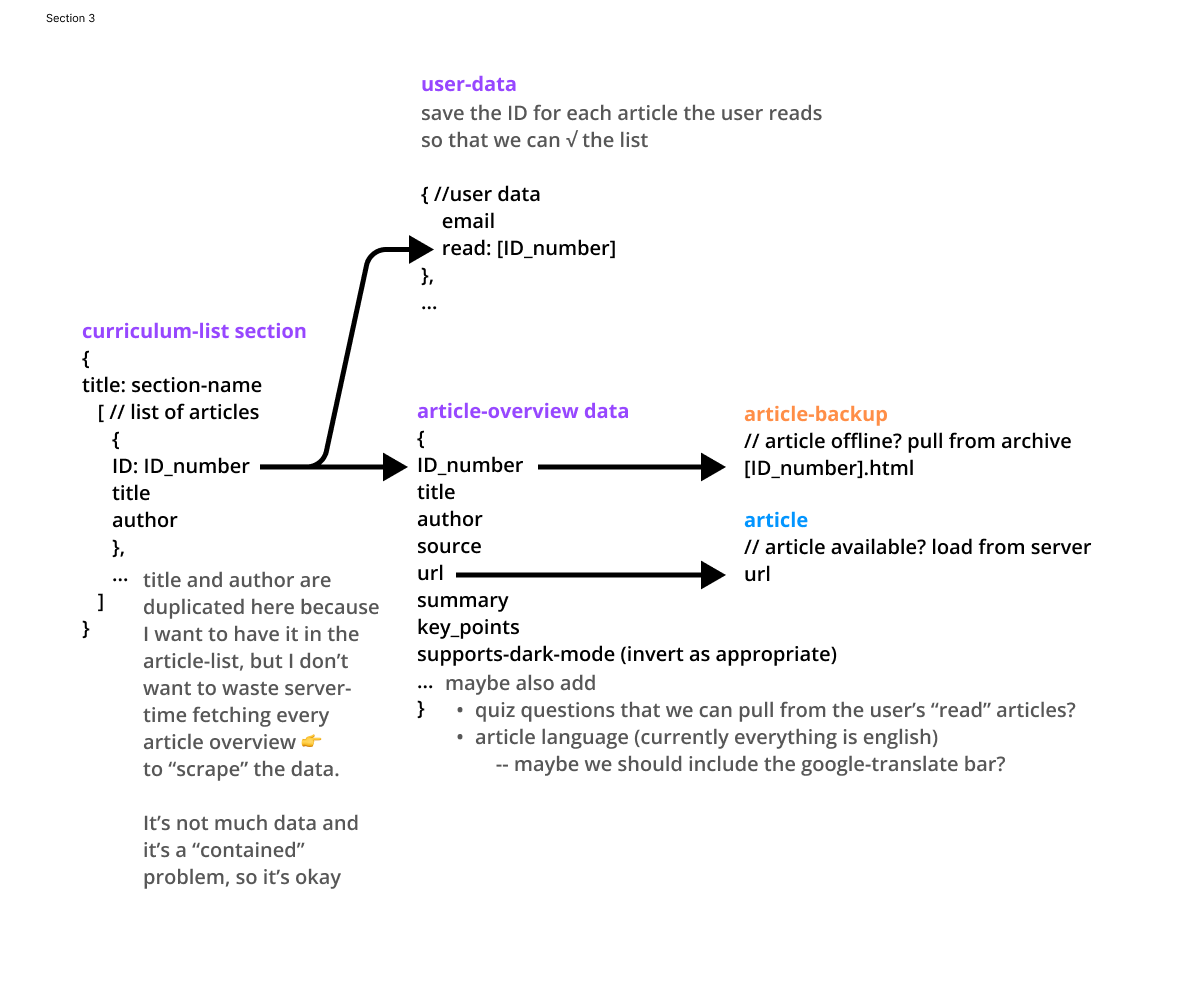 Section 3
user-data
save the ID for each article the user reads
so that we can √ the list
{ //user data
email
read: [ID_number]
},
...
curriculum-list section
{
title: section-name
[ // list of articles
{
ID: ID_number
title
author
},
...
]
}
title and author are
duplicated here because
I want to have it in the
article-list, but I don’t
want to waste server-
time fetching every
article overview 👉
to “scrape” the data.
It’s not much data and
it’s a “contained”
problem, so it’s okay
article-overview data
{
ID_number
title
author
source
url
summary
key_points
supports-dark-mode (invert as appropriate)
... maybe also add
}
• quiz questions that we can pull from the user’s “read” articles?
• article language (currently everything is english)
-- maybe we should include the google-translate bar?
article-backup
// article offline? pull from archive
[ID_number].html
article
// article available? load from server
url